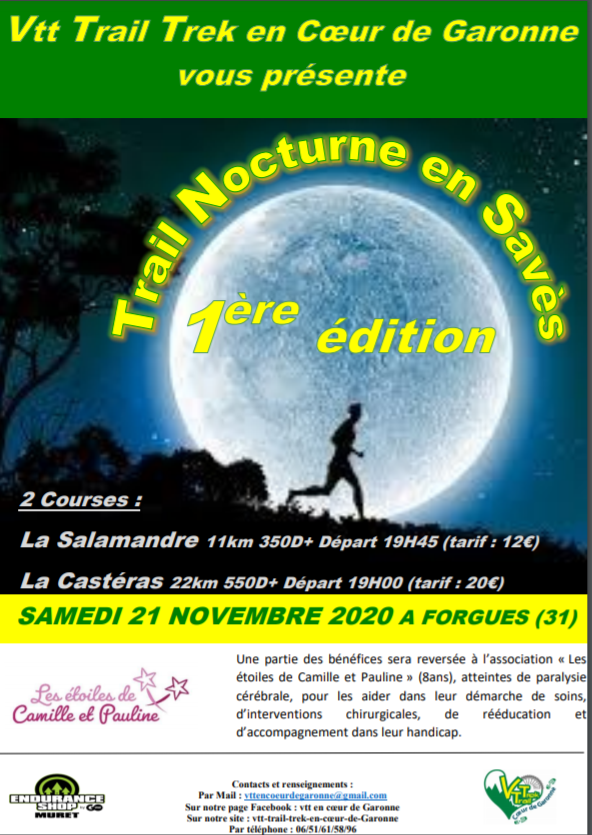 Vtt Trail Trek en Cœur de Garonne
vous présente
Trail Nocturne en Savès
1ère édition
2 Courses :
La Salamandre 11km 350D+ Départ 19H45 (tarif : 12€)
La Castéras 22km 550D+ Départ 19H00 (tarif : 20€)
SAMEDI 21 NOVEMBRE 2020 A FORGUES (31)
Une partie des bénéfices sera reversée à l’association « Les
étoiles de Camille et Pauline » (8ans), atteintes de paralysie
cérébrale, pour les aider dans leur démarche de soins,
d’interventions chirurgicales, de rééducation et
d’accompagnement dans leur handicap.
Les étoiles de
Camille et Pauline
Contacts et renseignements :
Par Mail : vttencoeurdegaronne@gmail.com
Sur notre page Facebook : vtt en cœur de Garonne
Sur notre site : vtt-trail-trek-en-cœur-de-Garonne
Par téléphone : 06/51/61/58/96
ENDURANCE
SHOP
MURET
VTT Trek
Trail
Cœur de Garonne